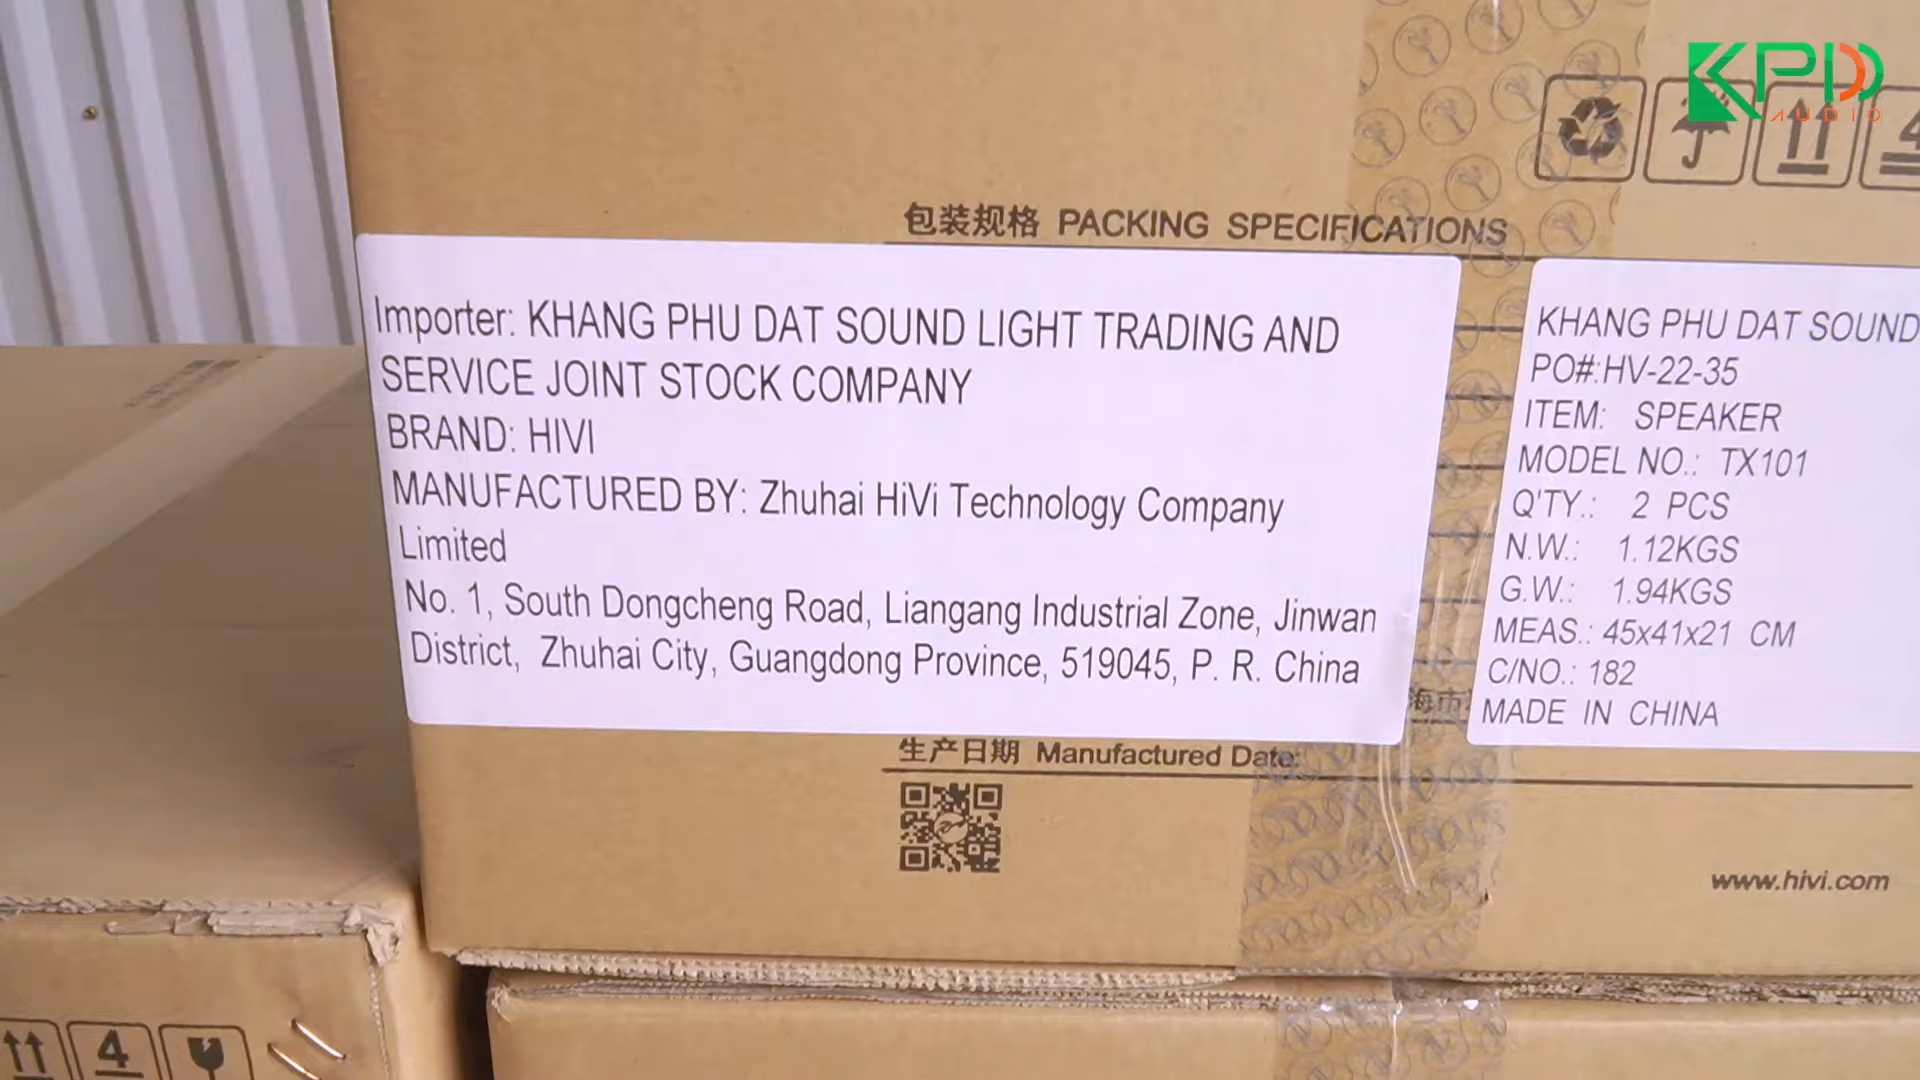 KPD
AUDIO
包装规格 PACKING SPECIFICATIONS
Importer: KHANG PHU DAT SOUND LIGHT TRADING AND
SERVICE JOINT STOCK COMPANY
BRAND: HIVI
MANUFACTURED BY: Zhuhai HiVi Technology Company
Limited
No. 1, South Dongcheng Road, Liangang Industrial Zone, Jinwan
District, Zhuhai City, Guangdong Province, 519045, P. R. China
KHANG PHU DAT SOUND
PO#:HV-22-35
ITEM: SPEAKER
MODEL NO.: TX101
Q'TY.: 2 PCS
N.W.: 1.12KGS
G.W.: 1.94KGS
MEAS.: 45x41x21 CM
C/NO.: 182
MADE IN CHINA
海市
生产日期 Manufactured Date:
www.hivi.com
4
4